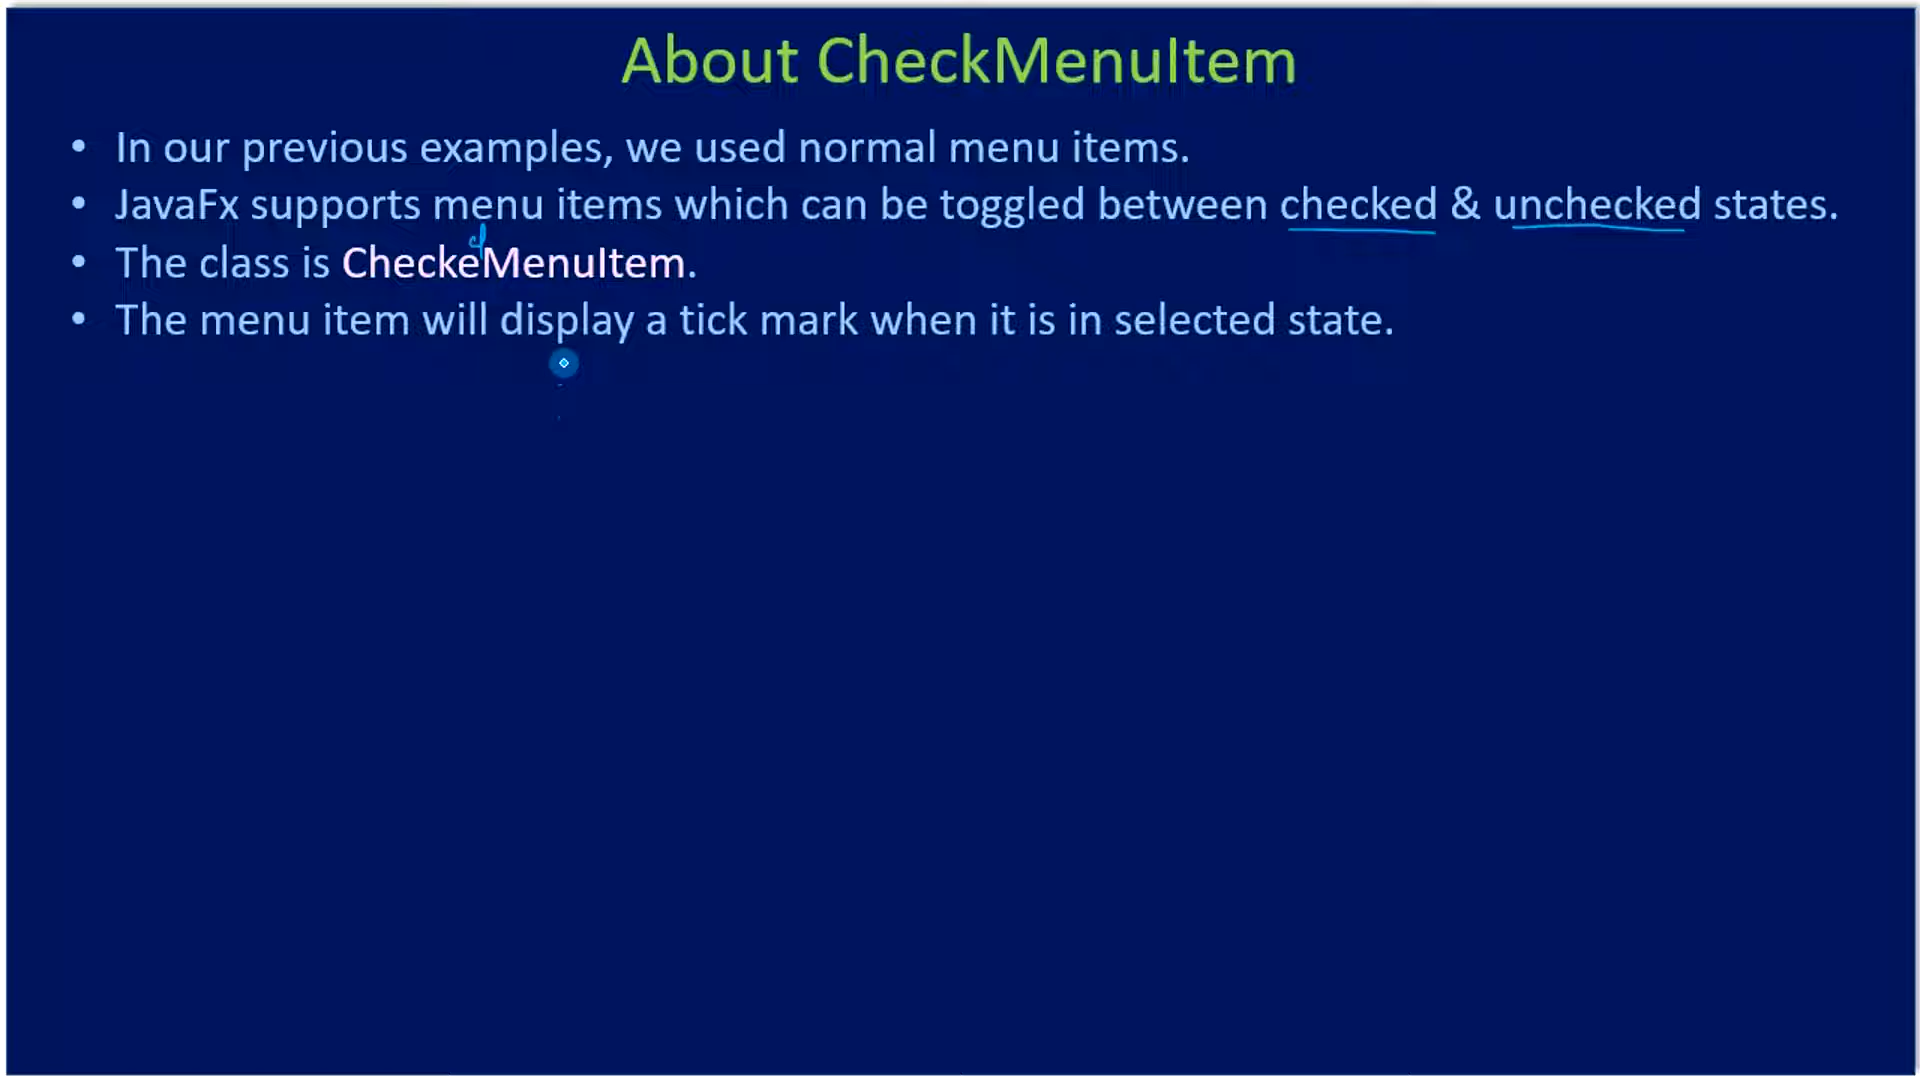 About CheckMenuItem
• In our previous examples, we used normal menu items.
• JavaFx supports menu items which can be toggled between checked & unchecked states.
d
• The class is CheckeMenuItem.
• The menu item will display a tick mark when it is in selected state.